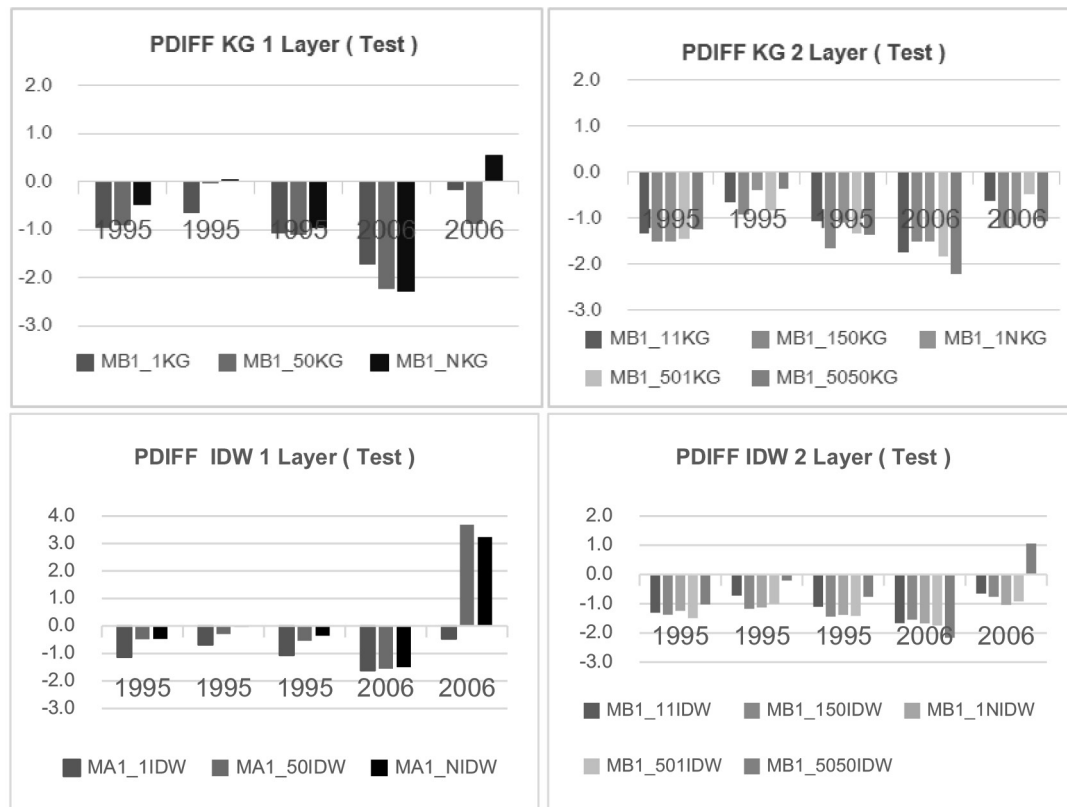 PDIFF KG 1 Layer ( Test )
2.0
1.0
0.0
-1.0
-2.0
-3.0
1995 1995 1995 2006 2006
MB1_1KG MB1_50KG MB1_NKG
PDIFF KG 2 Layer ( Test )
2.0
1.0
0.0
-1.0
-2.0
-3.0
1995 1995 1995 2006 2006
MB1_11KG MB1_150KG MB1_1NKG
MB1_501KG MB1_5050KG
PDIFF IDW 1 Layer ( Test )
4.0
3.0
2.0
1.0
0.0
-1.0
-2.0
-3.0
1995 1995 1995 2006 2006
MA1_1IDW MA1_50IDW MA1_NIDW
PDIFF IDW 2 Layer ( Test )
2.0
1.0
0.0
-1.0
-2.0
-3.0
1995 1995 1995 2006 2006
MB1_11IDW MB1_150IDW MB1_1NIDW
MB1_501IDW MB1_5050IDW